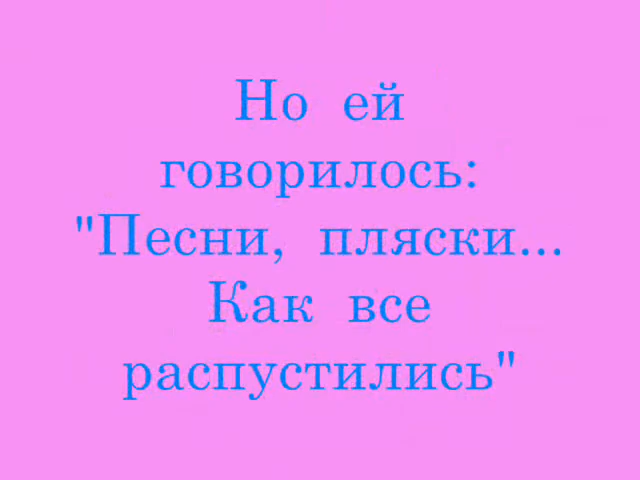 Но ей
говорилось:
"Песни, пляски...
Как все
распустились"